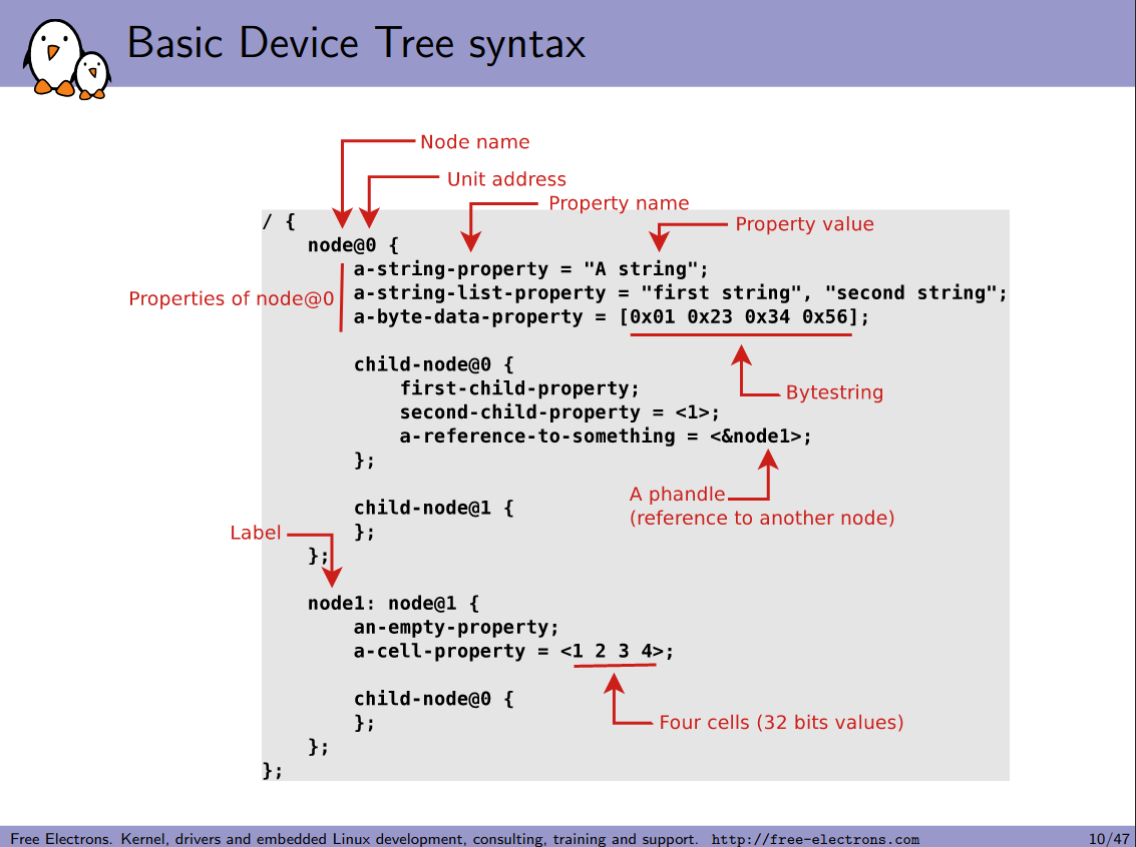 Basic Device Tree syntax
Node name
Unit address
Property name
Property value
/ {
    node@0 {
        a-string-property = "A string";
        a-string-list-property = "first string", "second string";
Properties of node@0
        a-byte-data-property = [0x01 0x23 0x34 0x56];
        child-node@0 {
            first-child-property;
Bytestring
            second-child-property = <1>;
            a-reference-to-something = <&node1>;
        };
A phandle
(reference to another node)
        child-node@1 {
        };
Label
    };
    node1: node@1 {
        an-empty-property;
        a-cell-property = <1 2 3 4>;
        child-node@0 {
        };
Four cells (32 bits values)
    };
};
Free Electrons. Kernel, drivers and embedded Linux development, consulting, training and support. http://free-electrons.com 10/47